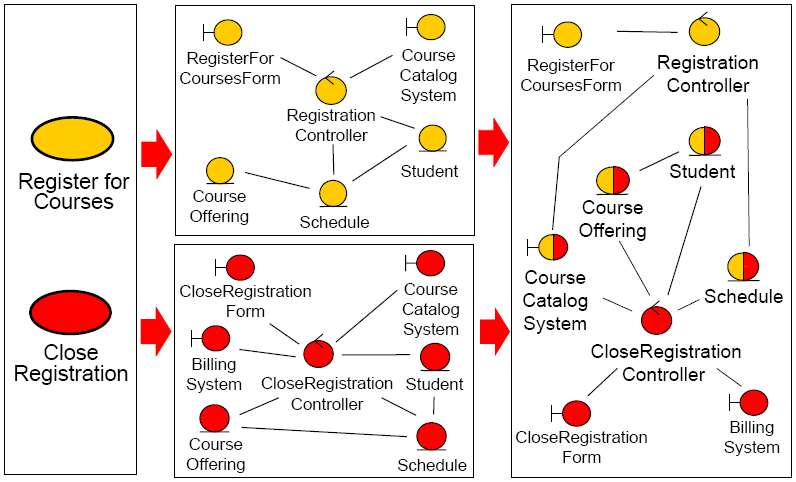 Register for
Courses
Close
Registration
RegisterFor
CoursesForm
Course
Catalog
System
Registration
Controller
Student
Course
Offering
Schedule
CloseRegistration
Form
Course
Catalog
System
Billing
System
CloseRegistration
Controller
Student
Course
Offering
Schedule
RegisterFor
CoursesForm
Registration
Controller
Student
Course
Offering
Course
Catalog
System
Schedule
CloseRegistration
Controller
CloseRegistration
Form
Billing
System